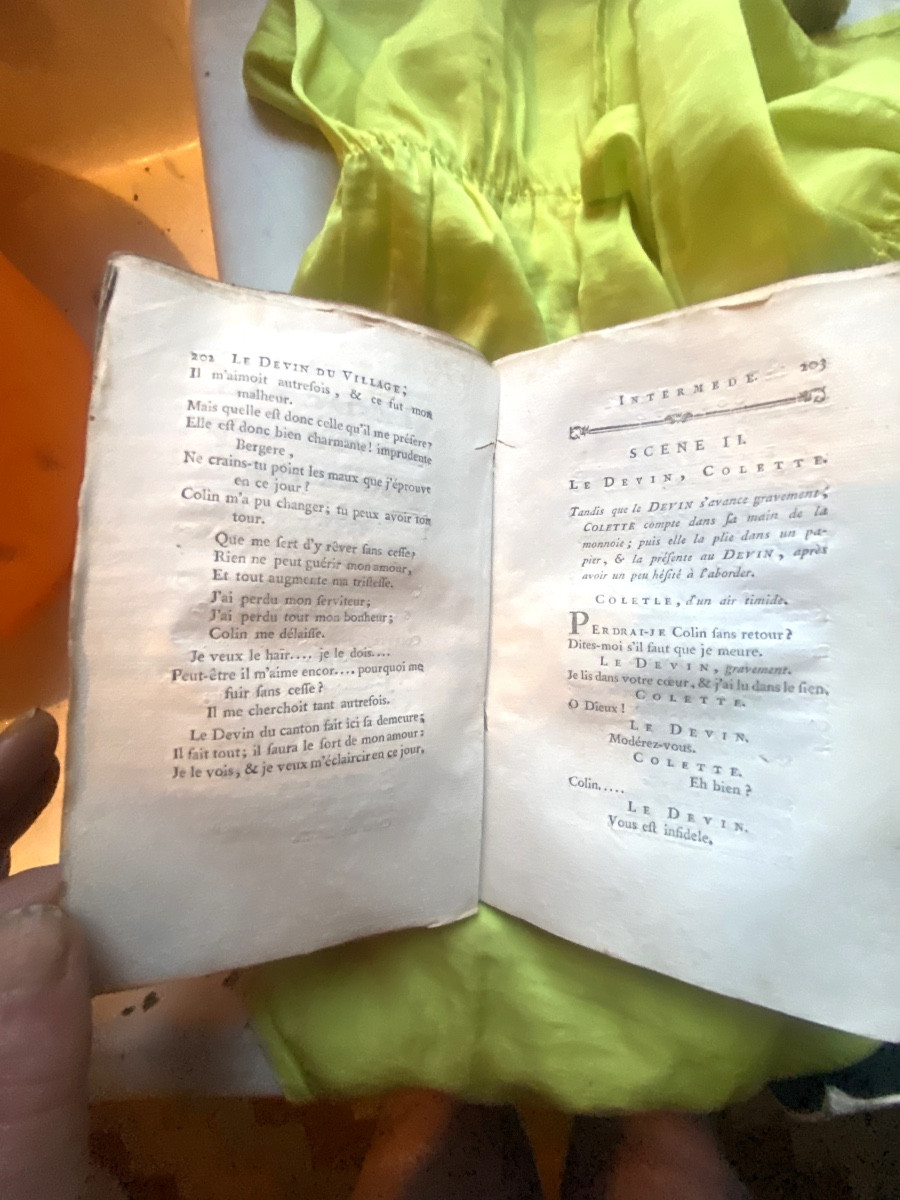 202 LE DEVIN DU VILLAGE;
Il m'aimoit autrefois, & ce fut mon
malheur.
Mais quelle eſt donc celle qu'il me préfere?
Elle eſt donc bien charmante! imprudente
Bergere,
Ne crains-tu point les maux que j'éprouve
en ce jour?
Colin m'a pu changer; tu peux avoir ton
tour.
Que me ſert d'y rêver ſans ceſſe,
Rien ne peut guérir mon amour,
Et tout augmente ma triſteſſe.
J'ai perdu mon ſerviteur;
J'ai perdu tout mon bonheur;
Colin me délaiſſe.
Je veux le haïr.... je le dois....
Peut-être il m'aime encor.... pourquoi me
fuir ſans ceſſe?
Il me cherchoit tant autrefois.
Le Devin du canton fait ici ſa demeure;
Il ſait tout; il ſaura le ſort de mon amour:
Je le vois, & je veux m'éclaircir en ce jour.
INTERMEDE. 203
SCENE II.
LE DEVIN, COLETTE.
Tandis que le DEVIN s'avance gravement;
COLETTE compte dans ſa main de la
monnoie; puis elle la plie dans un pa-
pier, & la préſente au DEVIN, après
avoir un peu héſité à l'aborder.
COLETLE, d'un air timide.
PERDRAI-JE Colin ſans retour?
Dites-moi s'il faut que je meure.
LE DEVIN, gravement.
Je lis dans votre cœur, & j'ai lu dans le ſien.
COLETTE.
O Dieux!
LE DEVIN.
Modérez-vous.
COLETTE.
Eh bien?
Colin.....
LE DEVIN.
Vous eſt infidele.